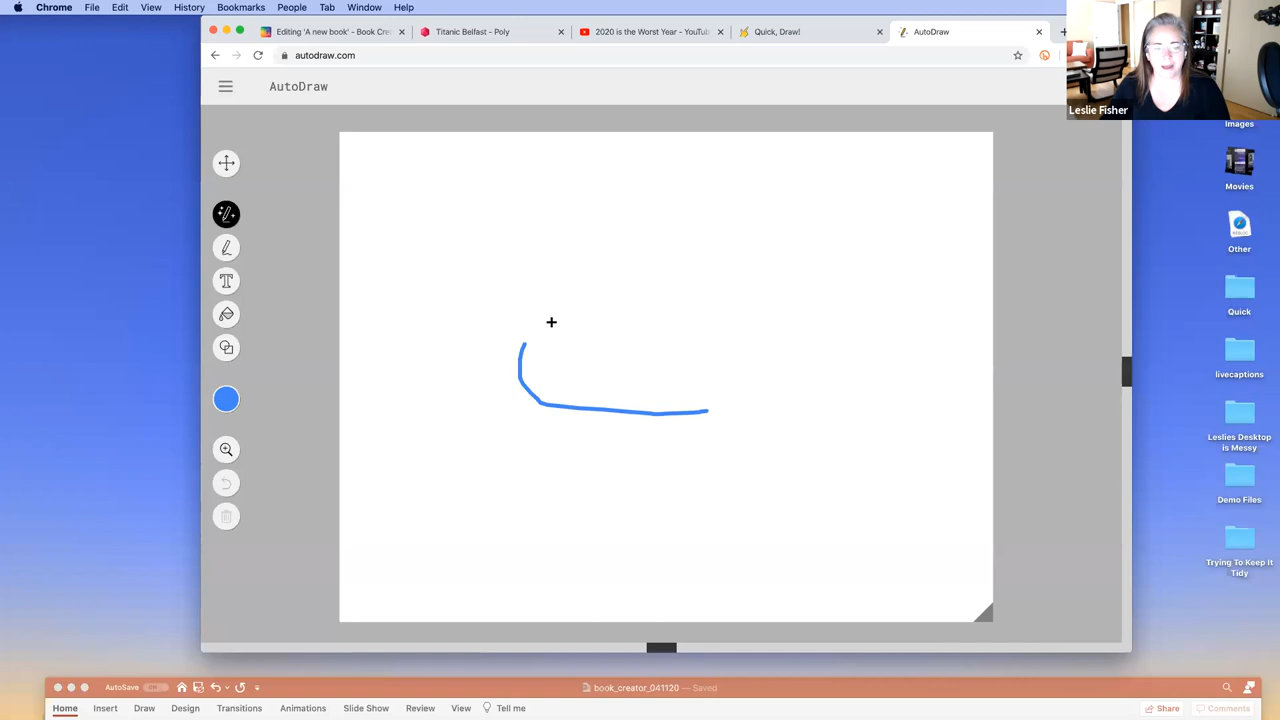 Chrome File Edit View History Bookmarks People Tab Window Help
Editing 'A new book' - Book Cre
Titanic Belfast - Poly
2020 is the Worst Year - YouTub
Quick, Draw!
AutoDraw
autodraw.com
AutoDraw
Leslie Fisher
Images
Movies
WEBLOC
Other
Quick
livecaptions
Leslies Desktop
is Messy
Demo Files
Trying To Keep It
Tidy
AutoSave
book_creator_041120 — Saved
Home Insert Draw Design Transitions Animations Slide Show Review View Tell me
Share Comments